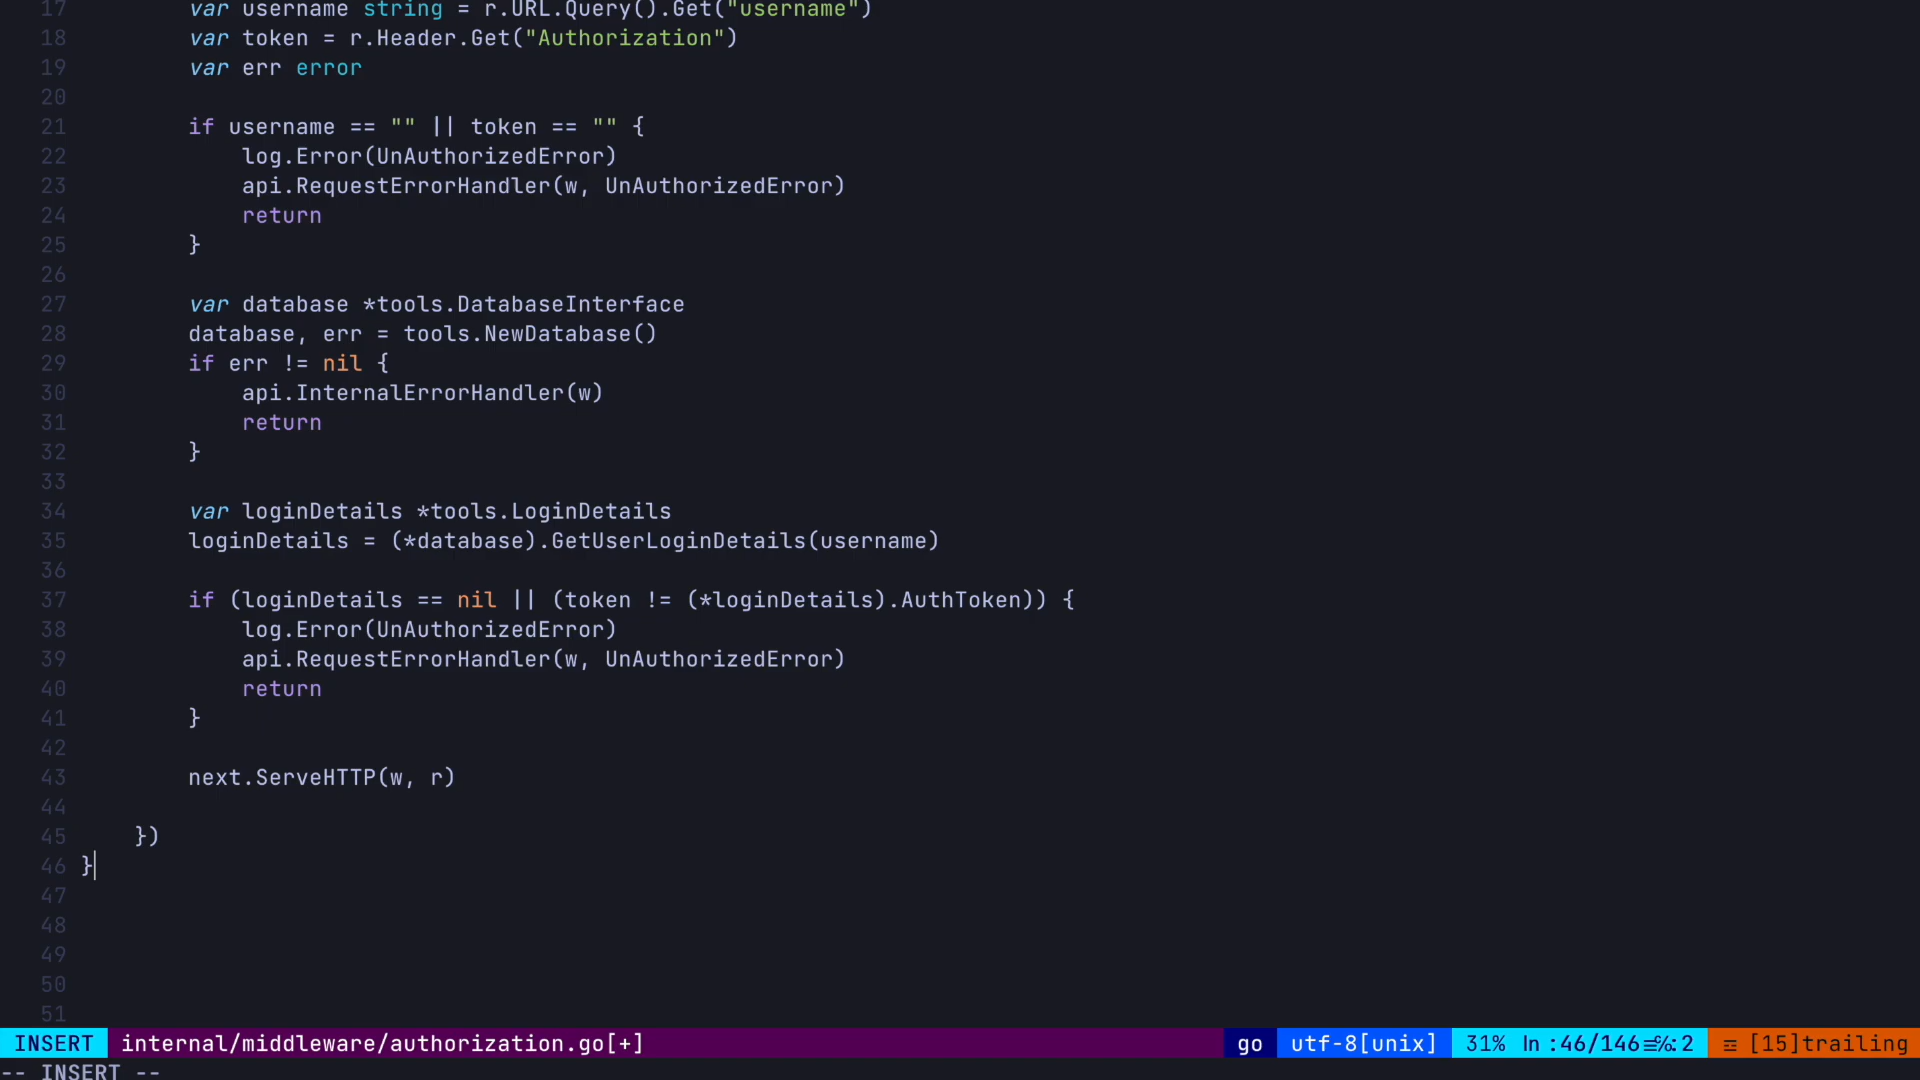 17 var username string = r.URL.Query().Get("username")
18 var token = r.Header.Get("Authorization")
19 var err error
20
21 if username == "" || token == "" {
22 log.Error(UnAuthorizedError)
23 api.RequestErrorHandler(w, UnAuthorizedError)
24 return
25 }
26
27 var database *tools.DatabaseInterface
28 database, err = tools.NewDatabase()
29 if err != nil {
30 api.InternalErrorHandler(w)
31 return
32 }
33
34 var loginDetails *tools.LoginDetails
35 loginDetails = (*database).GetUserLoginDetails(username)
36
37 if (loginDetails == nil || (token != (*loginDetails).AuthToken)) {
38 log.Error(UnAuthorizedError)
39 api.RequestErrorHandler(w, UnAuthorizedError)
40 return
41 }
42
43 next.ServeHTTP(w, r)
44
45 })
46 }
47
48
49
50
51
INSERT internal/middleware/authorization.go[+] go utf-8[unix] 31% ln :46/146≡℅:2 ☲ [15]trailing
-- INSERT --